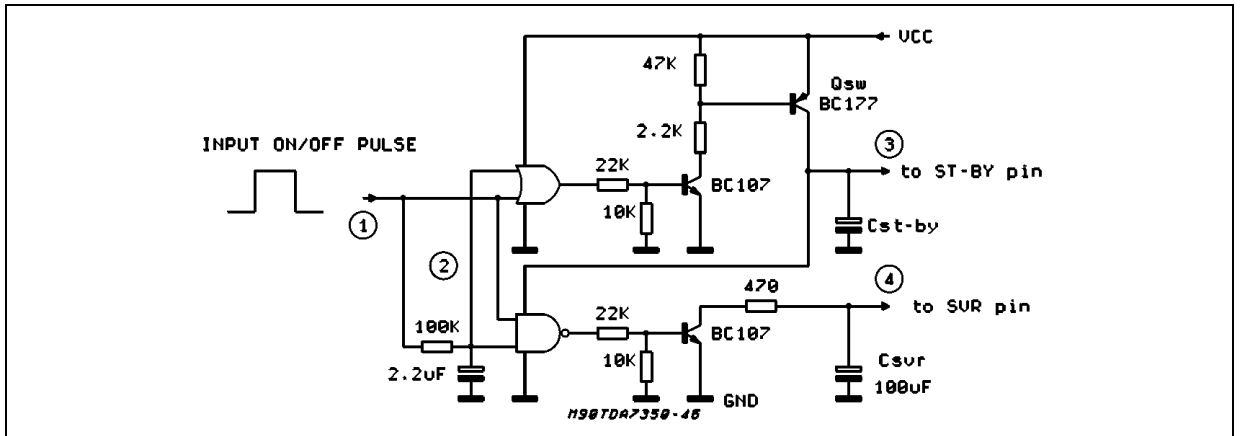 VCC
47K
Qsw
BC177
2.2K
INPUT ON/OFF PULSE
3
22K
to ST-BY pin
BC107
10K
1
Cst-by
2
4
470
to SVR pin
22K
100K
BC107
10K
Csvr
2.2uF
100uF
GND
M90TDA7350-46